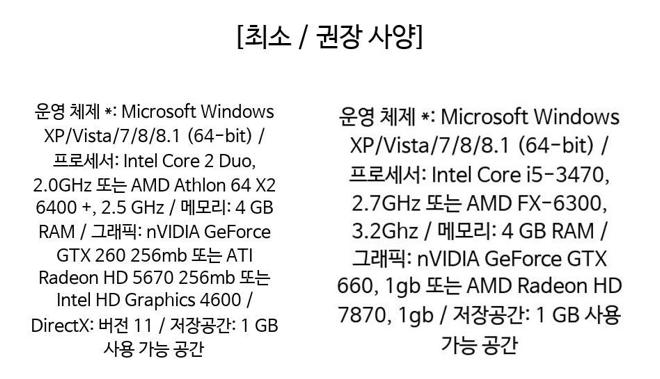 [최소 / 권장 사양]
운영 체제 *: Microsoft Windows
XP/Vista/7/8/8.1 (64-bit) /
프로세서: Intel Core 2 Duo,
2.0GHz 또는 AMD Athlon 64 X2
6400 +, 2.5 GHz / 메모리: 4 GB
RAM / 그래픽: nVIDIA GeForce
GTX 260 256mb 또는 ATI
Radeon HD 5670 256mb 또는
Intel HD Graphics 4600 /
DirectX: 버전 11 / 저장공간: 1 GB
사용 가능 공간
운영 체제 *: Microsoft Windows
XP/Vista/7/8/8.1 (64-bit) /
프로세서: Intel Core i5-3470,
2.7GHz 또는 AMD FX-6300,
3.2Ghz / 메모리: 4 GB RAM /
그래픽: nVIDIA GeForce GTX
660, 1gb 또는 AMD Radeon HD
7870, 1gb / 저장공간: 1 GB 사용
가능 공간